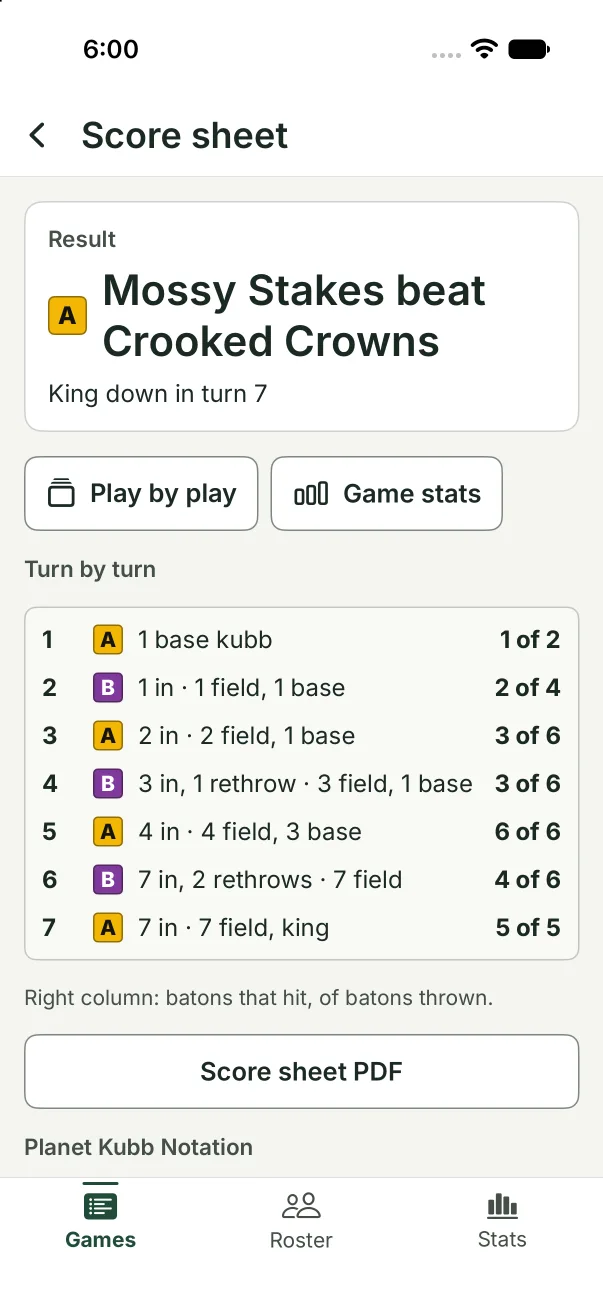 6:00
Score sheet
Result
A
Mossy Stakes beat
Crooked Crowns
King down in turn 7
Play by play
Game stats
Turn by turn
1 A 1 base kubb 1 of 2
2 B 1 in · 1 field, 1 base 2 of 4
3 A 2 in · 2 field, 1 base 3 of 6
4 B 3 in, 1 rethrow · 3 field, 1 base 3 of 6
5 A 4 in · 4 field, 3 base 6 of 6
6 B 7 in, 2 rethrows · 7 field 4 of 6
7 A 7 in · 7 field, king 5 of 5
Right column: batons that hit, of batons thrown.
Score sheet PDF
Planet Kubb Notation
Games
Roster
Stats